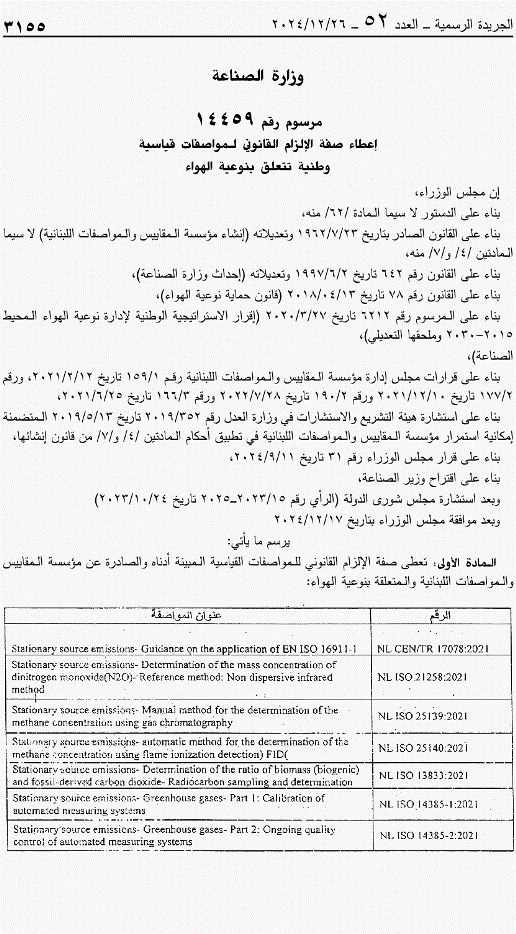 الجريدة الرسمية – العدد ٥٢ – ٢٠٢٤/١٢/٢٦
٣١٥٥
وزارة الصناعة
مرسوم رقم ١٤٤٥٩
إعطاء صفة الإلزام القانوني لمواصفات قياسية
وطنية تتعلق بنوعية الهواء
إن مجلس الوزراء،
بناء على الدستور لا سيما المادة /٦٢/ منه،
بناء على القانون الصادر بتاريخ ١٩٦٢/٧/٢٣ وتعديلاته (إنشاء مؤسسة المقاييس والمواصفات اللبنانية) لا سيما
المادتين /٤/ و/٧/ منه،
بناء على القانون رقم ٦٤٢ تاريخ ١٩٩٧/٦/٢ وتعديلاته (إحداث وزارة الصناعة)،
بناء على القانون رقم ٧٨ تاريخ ٢٠١٨/٠٤/١٣ (قانون حماية نوعية الهواء)،
بناء على المرسوم رقم ٦٢١٢ تاريخ ٢٠٢٠/٣/٢٧ (إقرار الاستراتيجية الوطنية لإدارة نوعية الهواء المحيط
٢٠١٥–٢٠٣٠ وملحقها التعديلي)،
الصناعة)،
بناء على قرارات مجلس إدارة مؤسسة المقاييس والمواصفات اللبنانية رقم ١٥٩/١ تاريخ ٢٠٢١/٢/١٢، ورقم
١٧٧/٢ تاريخ ٢٠٢١/١٢/١٠ ورقم ١٩٠/٢ تاريخ ٢٠٢٢/٧/٢٨ ورقم ١٦٦/٣ تاريخ ٢٠٢١/٦/٢٥،
بناء على استشارة هيئة التشريع والاستشارات في وزارة العدل رقم ٢٠١٩/٣٥٢ تاريخ ٢٠١٩/٥/١٣ المتضمنة
إمكانية استمرار مؤسسة المقاييس والمواصفات اللبنانية في تطبيق أحكام المادتين /٤/ و/٧/ من قانون إنشائها،
بناء على قرار مجلس الوزراء رقم ٣١ تاريخ ٢٠٢٤/٩/١١،
بناء على اقتراح وزير الصناعة،
وبعد استشارة مجلس شورى الدولة (الرأي رقم ٢٠٢٣/١٥–٢٠٢٥ تاريخ ٢٠٢٣/١٠/٢٤)
وبعد موافقة مجلس الوزراء بتاريخ ٢٠٢٤/١٢/١٧
يرسم ما يأتي:
المادة الأولى: تعطى صفة الإلزام القانوني للمواصفات القياسية المبينة أدناه والصادرة عن مؤسسة المقاييس
والمواصفات اللبنانية والمتعلقة بنوعية الهواء:
الرقم عنوان المواصفة
Stationary source emissions- Guidance on the application of EN ISO 16911-1 NL CEN/TR 17078:2021
Stationary source emissions- Determination of the mass concentration of
dinitrogen monoxide(N2O)- Reference method: Non dispersive infrared NL ISO 21258:2021
method
Stationary source emissions- Manual method for the determination of the
methane concentration using gas chromatography NL ISO 25139:2021
Stationary source emissions- automatic method for the determination of the
methane concentration using flame ionization detection) FID( NL ISO 25140:2021
Stationary source emissions- Determination of the ratio of biomass (biogenic)
and fossil-derived carbon dioxide- Radiocarbon sampling and determination NL ISO 13833:2021
Stationary source emissions- Greenhouse gases- Part 1: Calibration of
automated measuring systems NL ISO 14385-1:2021
Stationary source emissions- Greenhouse gases- Part 2: Ongoing quality
control of automated measuring systems NL ISO 14385-2:2021